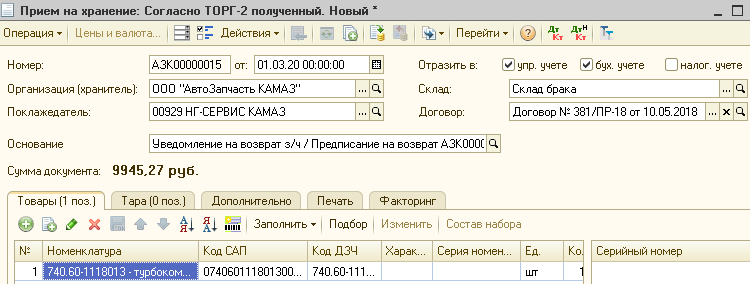 Прием на хранение: Согласно ТОРГ-2 полученный. Новый *
Операция Цены и валюта... Действия Перейти ? Дт Кт Дт Н Кт
Номер: АЗК00000015 от: 01.03.20 00:00:00 Отразить в: упр. учете бух. учете налог. учете
Организация (хранитель): ООО "АвтоЗапчасть КАМАЗ" ... Склад: Склад брака ...
Поклажедатель: 00929 НГ-СЕРВИС КАМАЗ ... Договор: Договор № 381/ПР-18 от 10.05.2018 ... ×
Основание Уведомление на возврат з/ч / Предписание на возврат АЗК0000
Сумма документа: 9945,27 руб.
Товары (1 поз.) Тара (0 поз.) Дополнительно Печать Факторинг
Заполнить Подбор Изменить Состав набора
№ Номенклатура Код САП Код ДЗЧ Харак... Серия номен... Ед. Ко. Серийный номер
1 740.60-1118013 - турбоком... 074060111801300... 740.60-111... шт 1